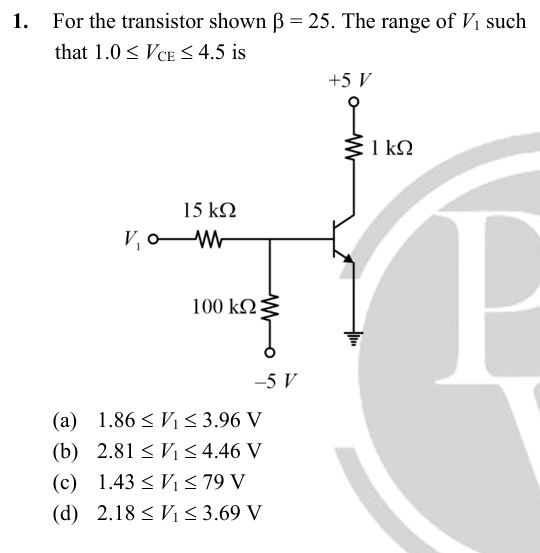 1. For the transistor shown β = 25. The range of V₁ such
that 1.0 ≤ V_CE ≤ 4.5 is
+5 V
1 kΩ
15 kΩ
V₁
100 kΩ
–5 V
(a) 1.86 ≤ V₁ ≤ 3.96 V
(b) 2.81 ≤ V₁ ≤ 4.46 V
(c) 1.43 ≤ V₁ ≤ 79 V
(d) 2.18 ≤ V₁ ≤ 3.69 V